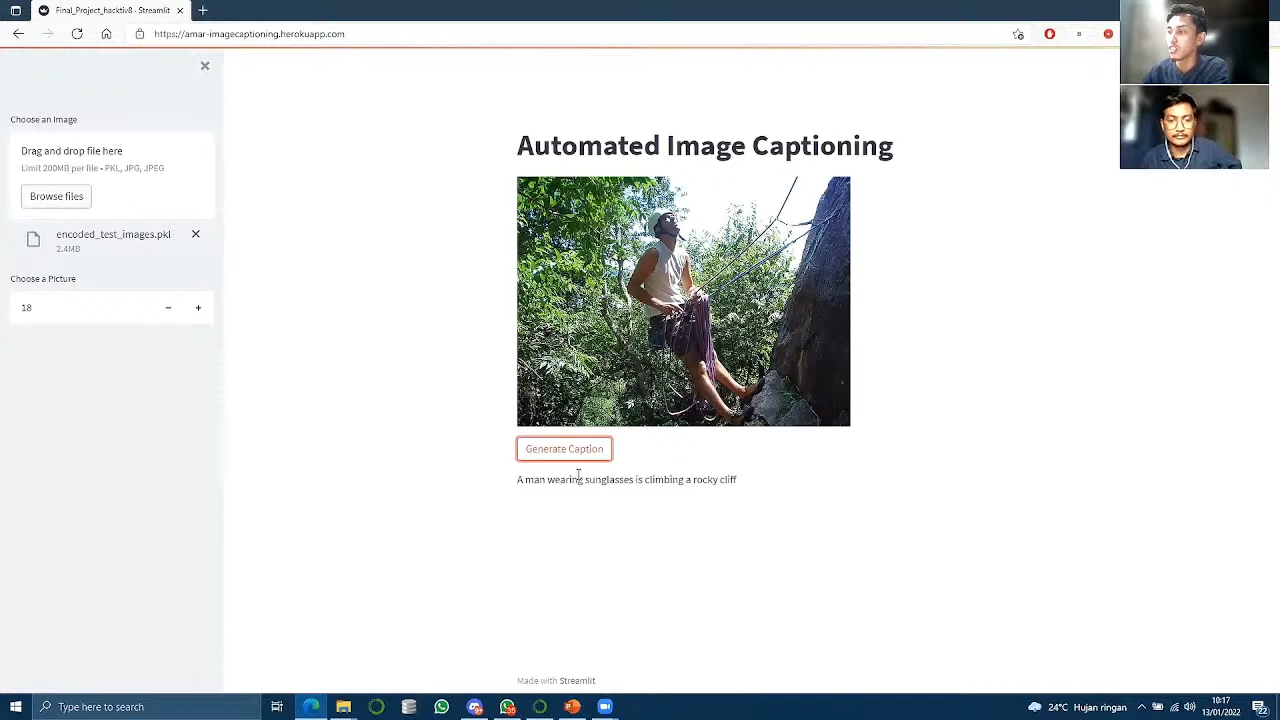 Final_Project_hacktiv8 - Streamlit
https://amar-imagecaptioning.herokuapp.com
Choose an Image
Drag and drop file here
Limit 200MB per file • PKL, JPG, JPEG
Browse files
encoded_test_images.pkl
2.4MB
Choose a Picture
18
Automated Image Captioning
Generate Caption
A man wearing sunglasses is climbing a rocky cliff
Made with Streamlit
Type here to search
35
24°C Hujan ringan
10:17
13/01/2022
22